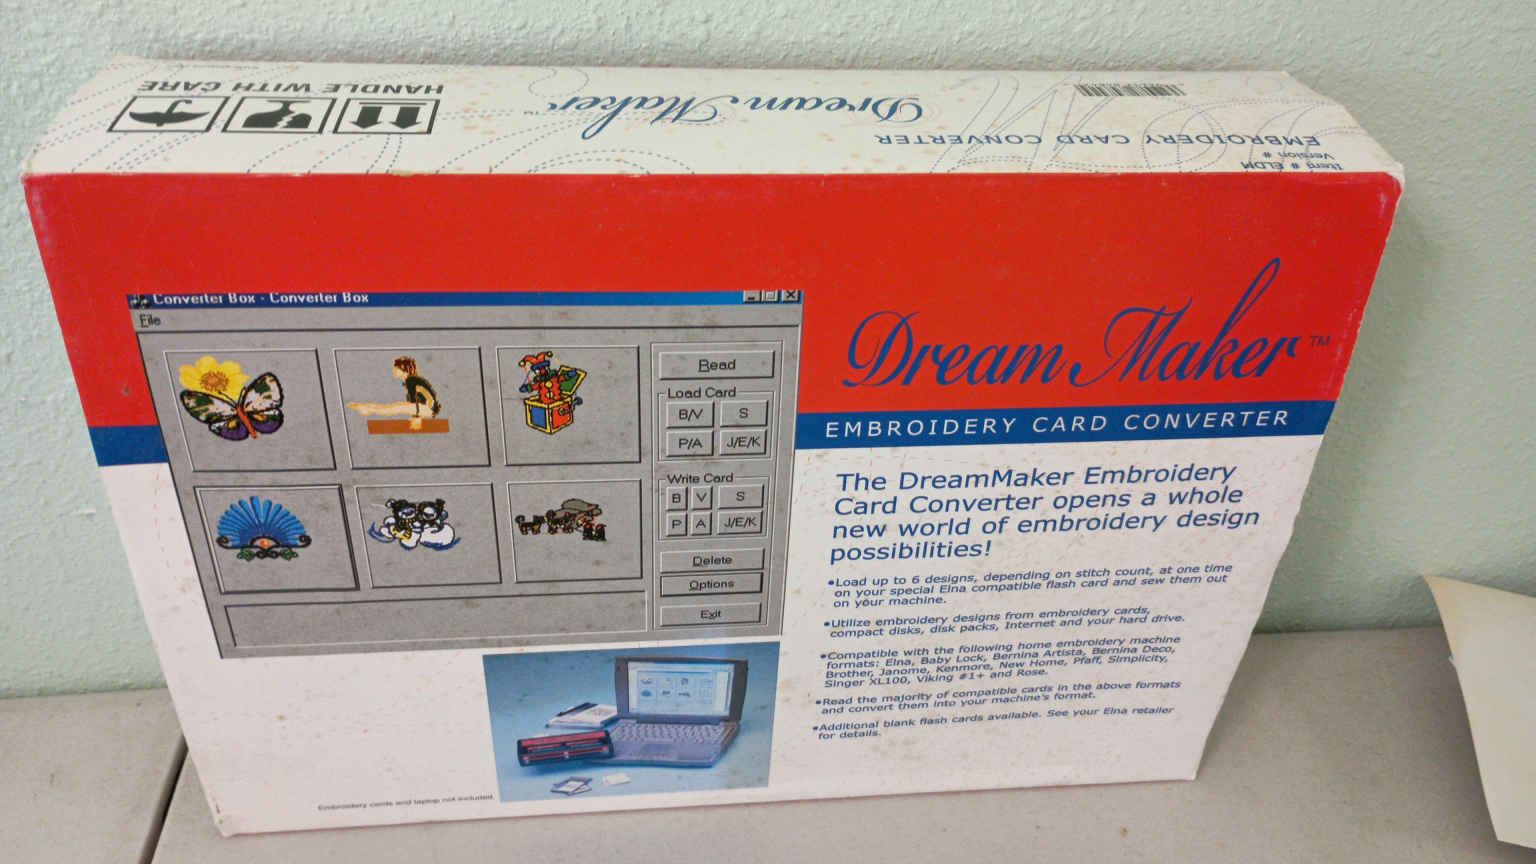 HANDLE WITH CARE
Dream Maker™
EMBROIDERY CARD CONVERTER
Version #
Item # ELDM
Converter Box - Converter Box
File
Read
Load Card
B/V S
P/A J/E/K
Write Card
B V S
P A J/E/K
Delete
Options
Exit
Dream Maker™
EMBROIDERY CARD CONVERTER
The DreamMaker Embroidery
Card Converter opens a whole
new world of embroidery design
possibilities!
•Load up to 6 designs, depending on stitch count, at one time
on your special Elna compatible flash card and sew them out
on your machine.
•Utilize embroidery designs from embroidery cards,
compact disks, disk packs, Internet and your hard drive.
•Compatible with the following home embroidery machine
formats: Elna, Baby Lock, Bernina Artista, Bernina Deco,
Brother, Janome, Kenmore, New Home, Pfaff, Simplicity,
Singer XL100, Viking #1+ and Rose.
•Read the majority of compatible cards in the above formats
and convert them into your machine's format.
•Additional blank flash cards available. See your Elna retailer
for details.
Embroidery cards and laptop not included.